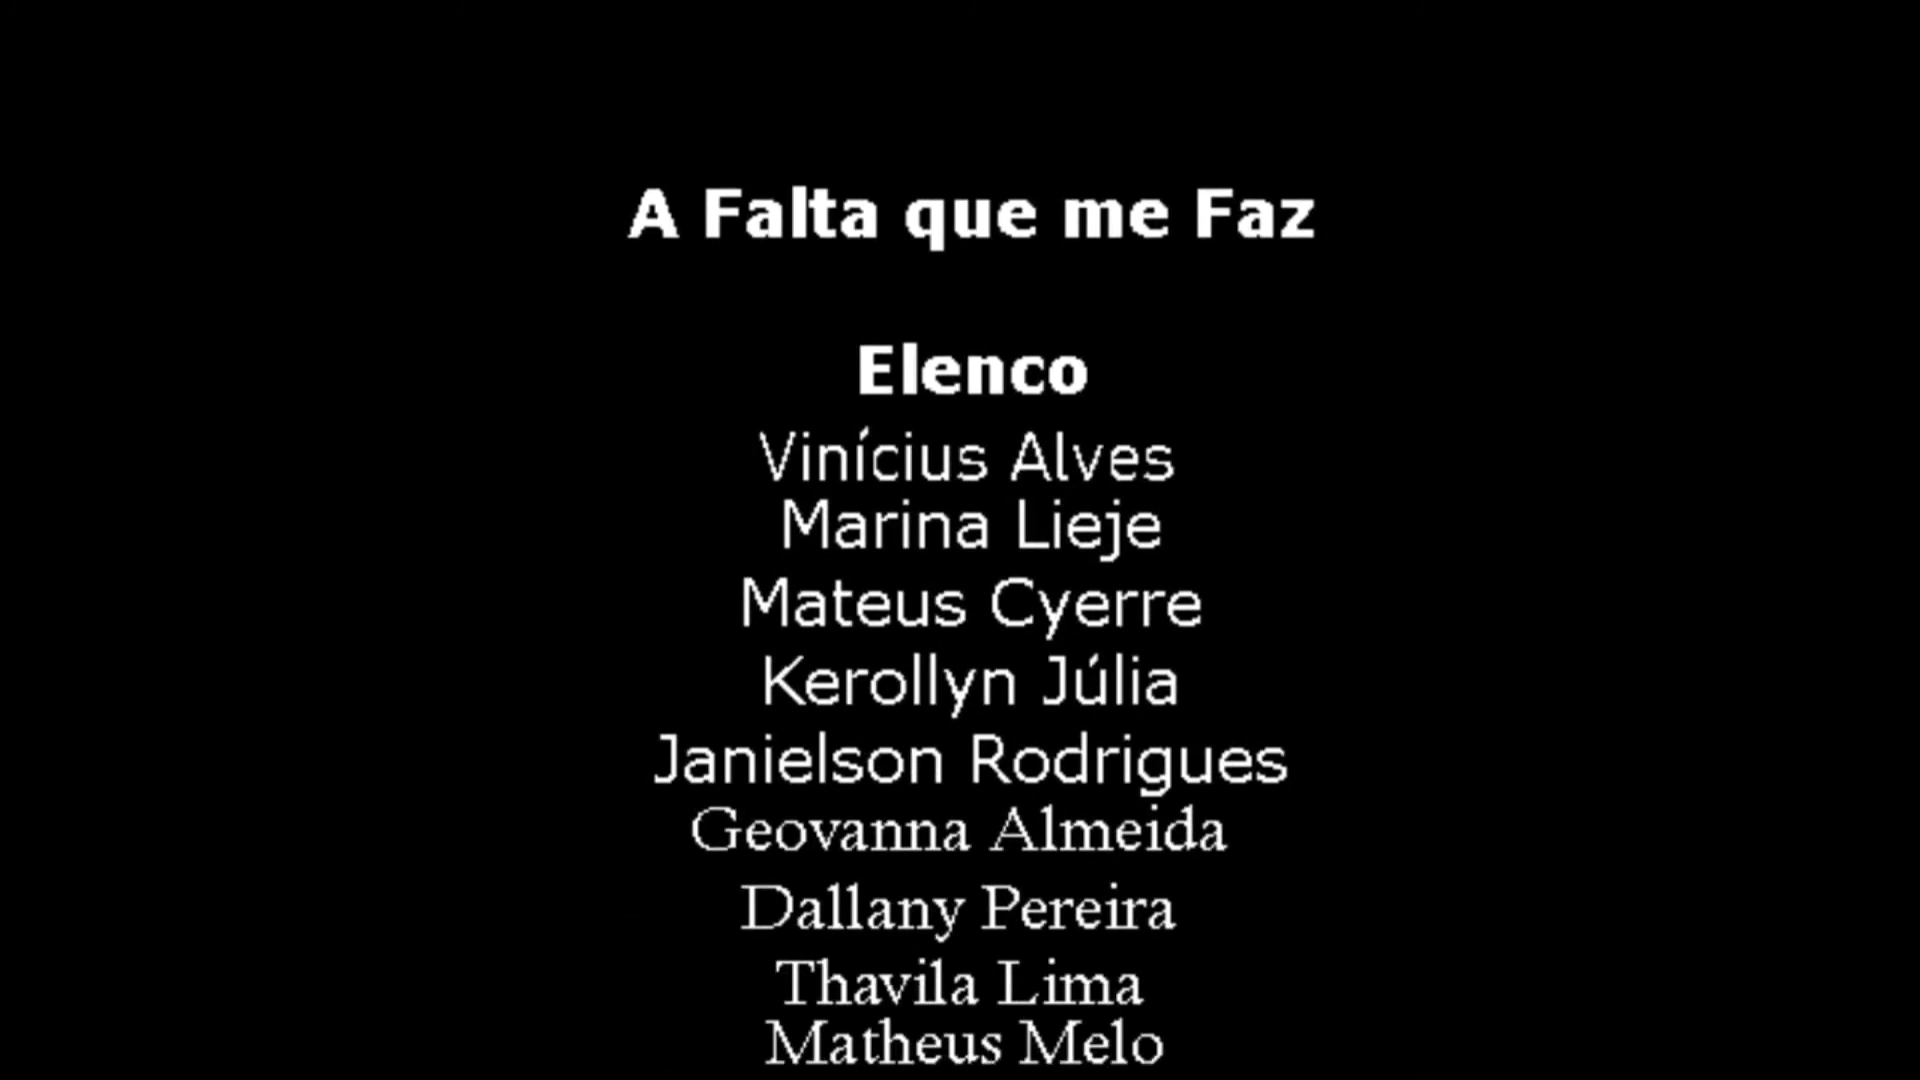 A Falta que me Faz
Elenco
Vinícius Alves
Marina Lieje
Mateus Cyerre
Kerollyn Júlia
Janielson Rodrigues
Geovanna Almeida
Dallany Pereira
Thavila Lima
Matheus Melo